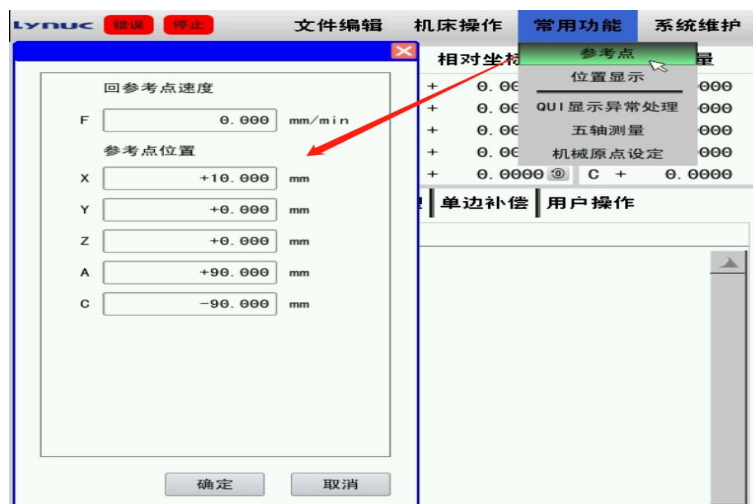 Lynuc 错误 停止 文件编辑 机床操作 常用功能 系统维护
参考点
位置显示
QUI显示异常处理
五轴测量
机械原点设定
回参考点速度
F 0.000 mm/min
参考点位置
X +10.000 mm
Y +0.000 mm
Z +0.000 mm
A +90.000 mm
C -90.000 mm
确定 取消
相对坐标 量
+ 0.00 000
+ 0.00 000
+ 0.00 000
+ 0.00 000
+ 0.0000 C + 0.0000
单边补偿 用户操作